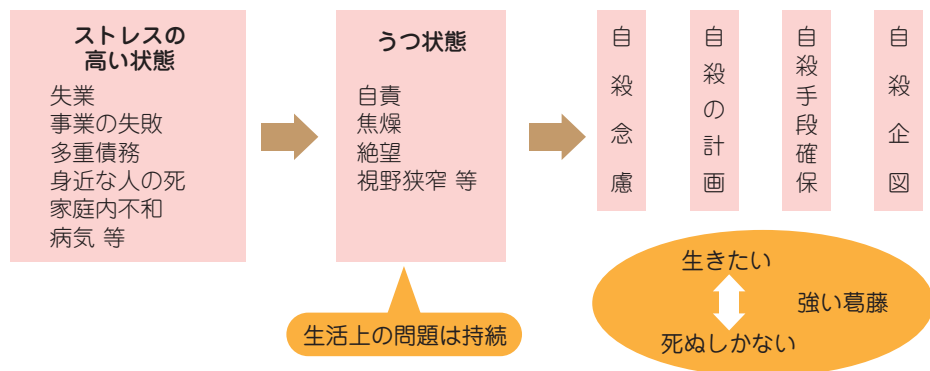 ストレスの
高い状態
失業
事業の失敗
多重債務
身近な人の死
家庭内不和
病気 等
うつ状態
自責
焦燥
絶望
視野狭窄 等
生活上の問題は持続
自殺念慮
自殺の計画
自殺手段確保
自殺企図
生きたい
強い葛藤
死ぬしかない